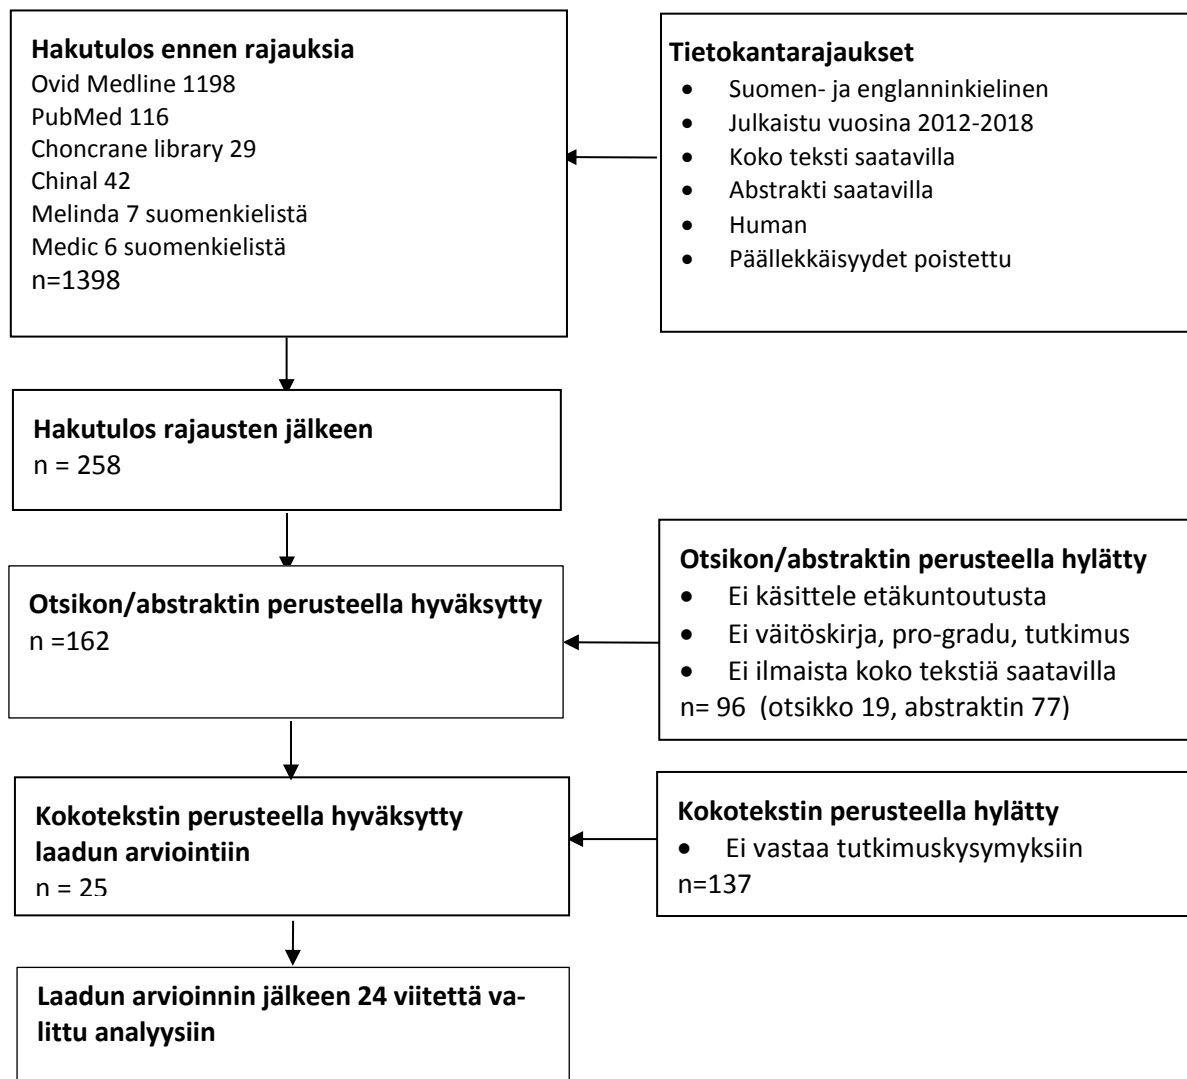 Hakutulos ennen rajauksia
Ovid Medline 1198
PubMed 116
Choncrane library 29
Chinal 42
Melinda 7 suomenkielistä
Medic 6 suomenkielistä
n=1398
Tietokantarajaukset
• Suomen- ja englanninkielinen
• Julkaistu vuosina 2012-2018
• Koko teksti saatavilla
• Abstrakti saatavilla
• Human
• Päällekkäisyydet poistettu
Hakutulos rajausten jälkeen
n = 258
Otsikon/abstraktin perusteella hyväksytty
n =162
Otsikon/abstraktin perusteella hylätty
• Ei käsittele etäkuntoutusta
• Ei väitöskirja, pro-gradu, tutkimus
• Ei ilmaista koko tekstiä saatavilla
n= 96 (otsikko 19, abstraktin 77)
Kokotekstin perusteella hyväksytty
laadun arviointiin
n = 25
Kokotekstin perusteella hylätty
• Ei vastaa tutkimuskysymyksiin
n=137
Laadun arvioinnin jälkeen 24 viitettä va-
littu analyysiin